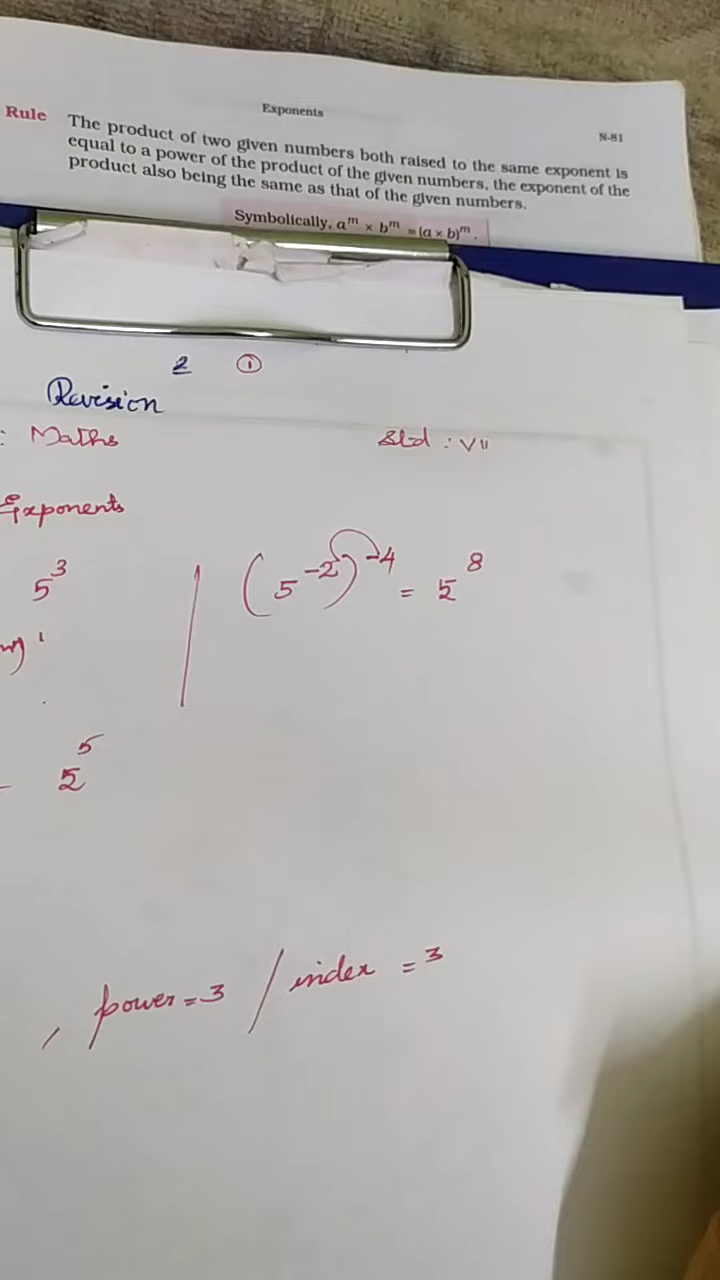 Exponents
N-81
Rule The product of two given numbers both raised to the same exponent is
equal to a power of the product of the given numbers, the exponent of the
product also being the same as that of the given numbers.
Symbolically, aᵐ × bᵐ = (a × b)ᵐ.
2 ①
Revision
: Maths Std : VII
Exponents
5³ (5⁻²)⁻⁴ = 5⁸
5⁵
, power = 3 / index = 3